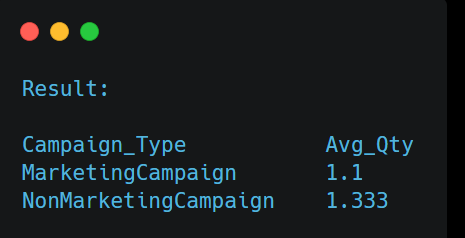 Result:
Campaign_Type Avg_Qty
MarketingCampaign 1.1
NonMarketingCampaign 1.333